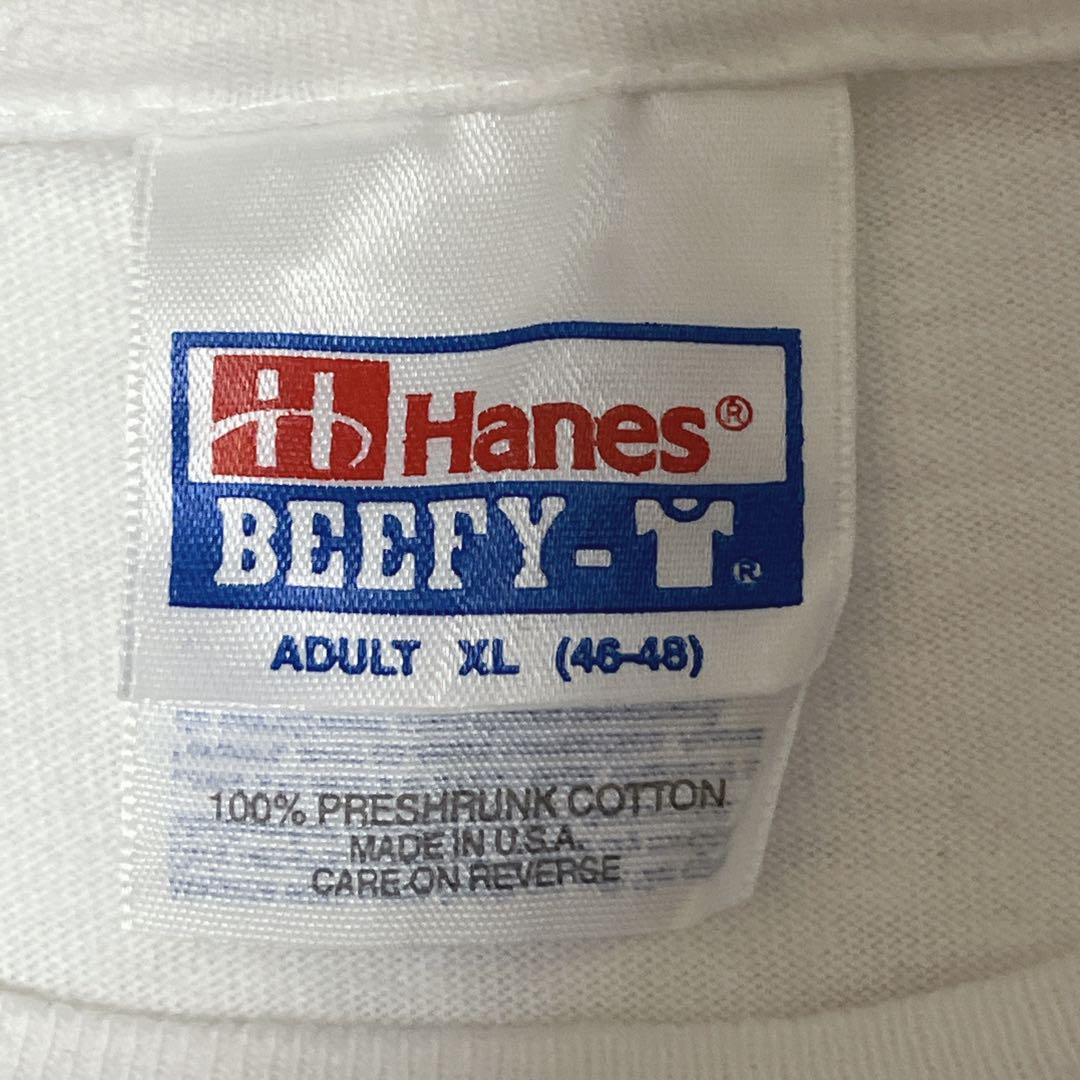 Hanes®
BEEFY-T®
ADULT XL (46-48)
100% PRESHRUNK COTTON
MADE IN U.S.A.
CARE ON REVERSE